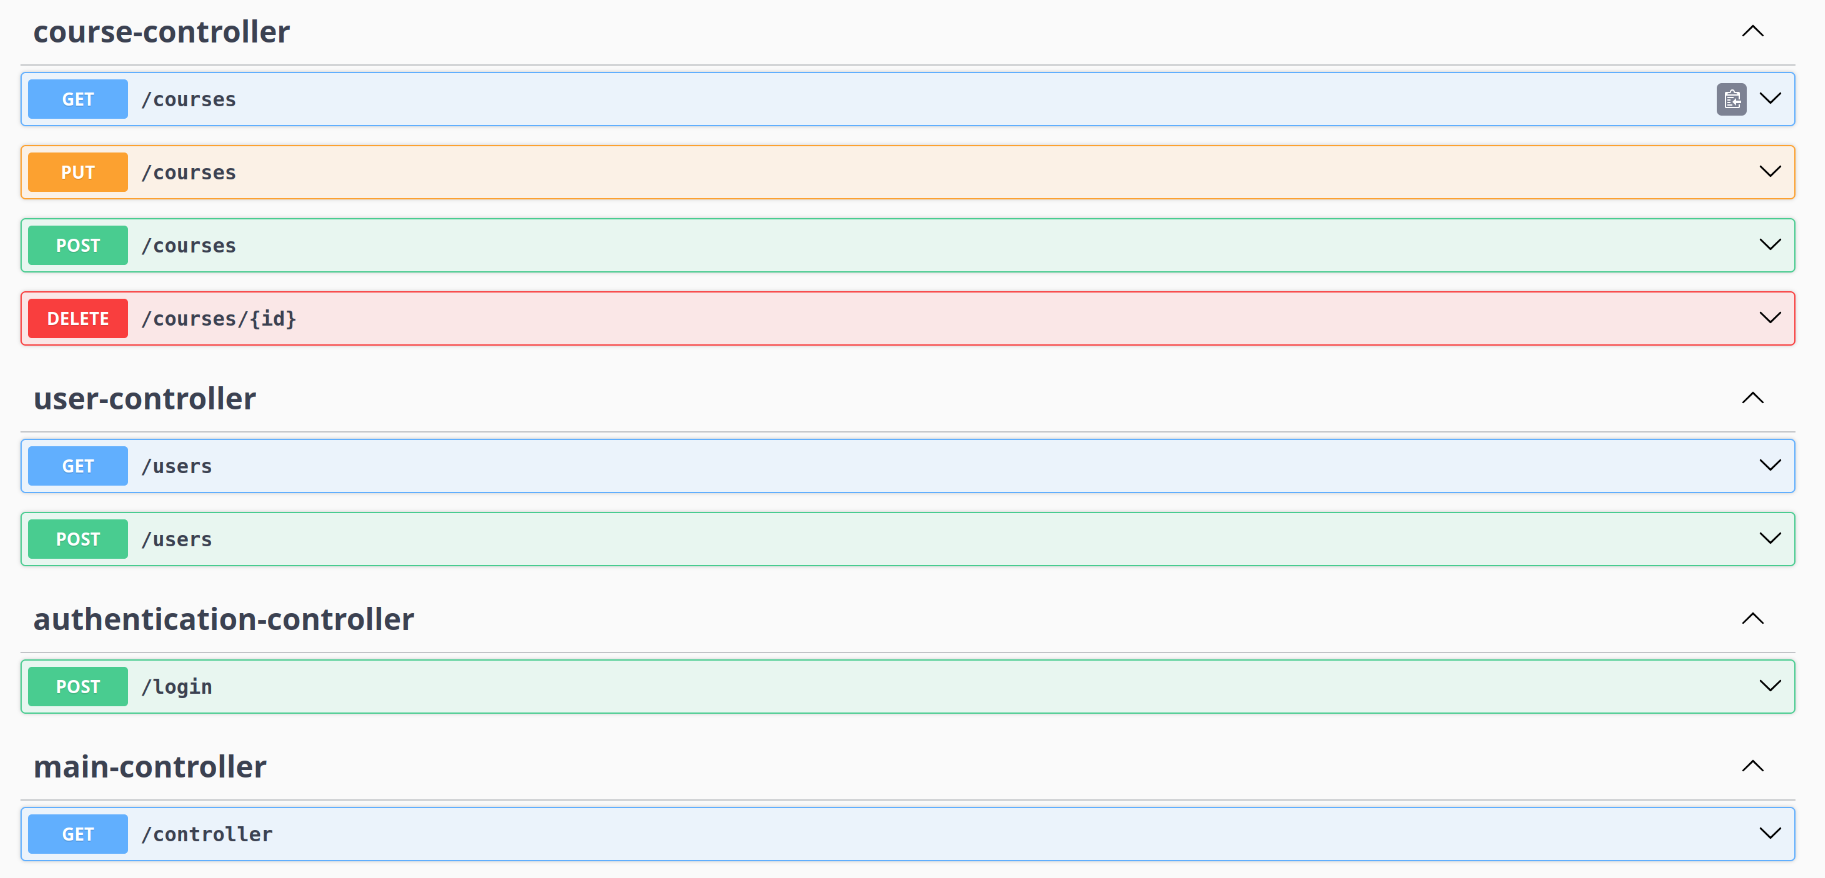 course-controller
GET /courses
PUT /courses
POST /courses
DELETE /courses/{id}
user-controller
GET /users
POST /users
authentication-controller
POST /login
main-controller
GET /controller